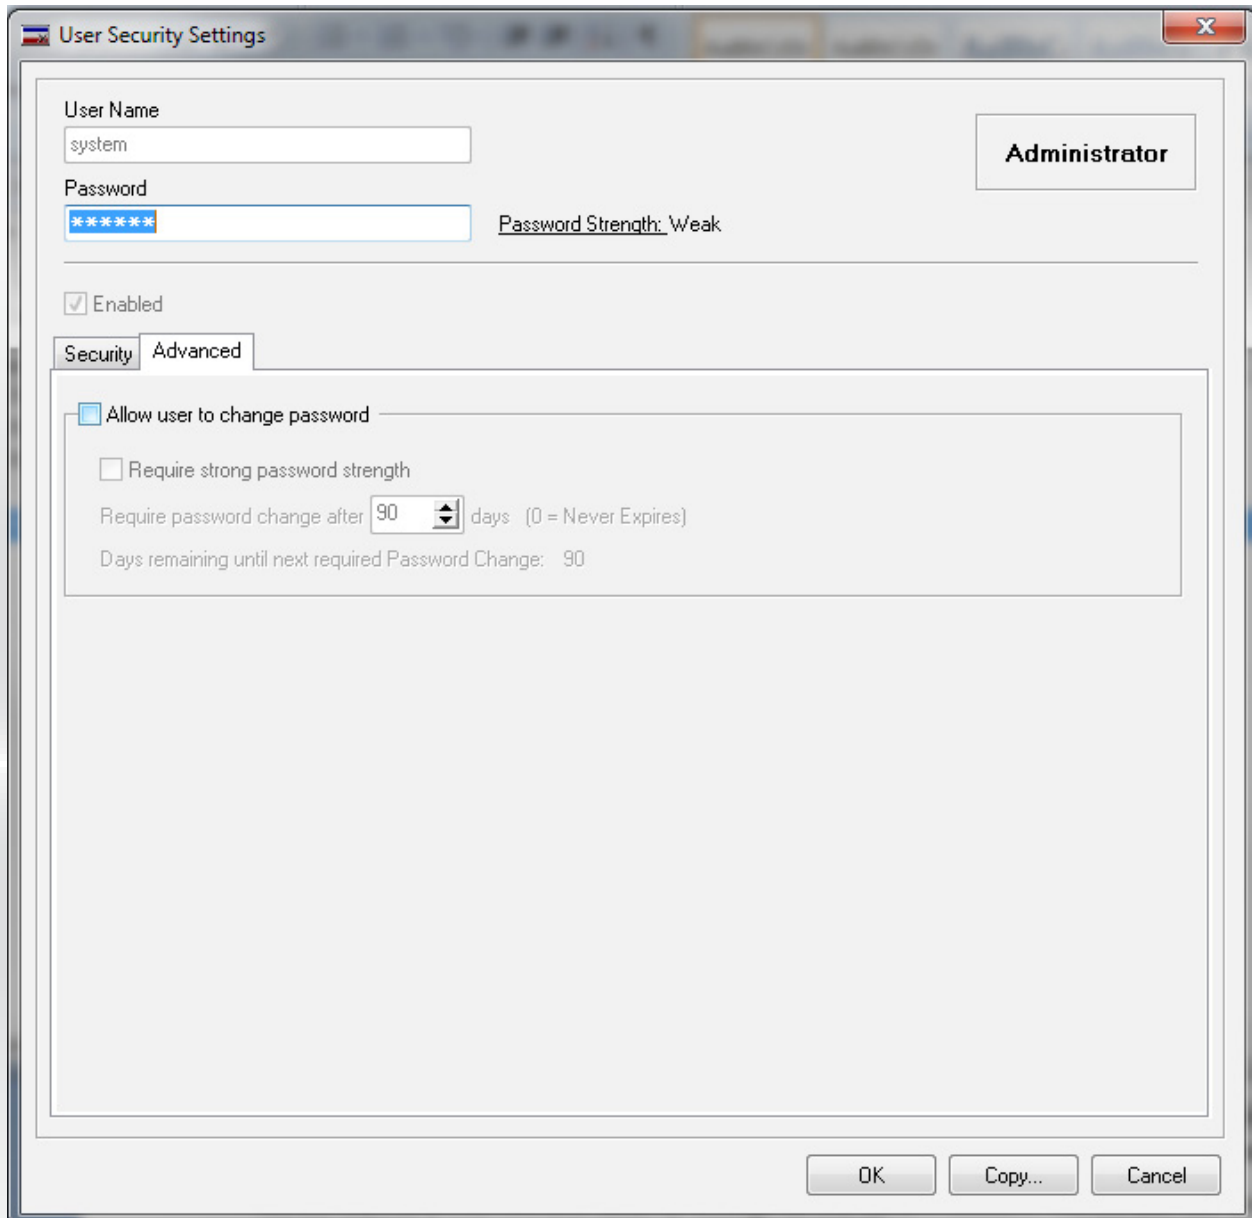 User Security Settings
User Name
system
Administrator
Password
******
Password Strength: Weak
Enabled
Security Advanced
Allow user to change password
Require strong password strength
Require password change after 90 days (0 = Never Expires)
Days remaining until next required Password Change: 90
OK Copy... Cancel